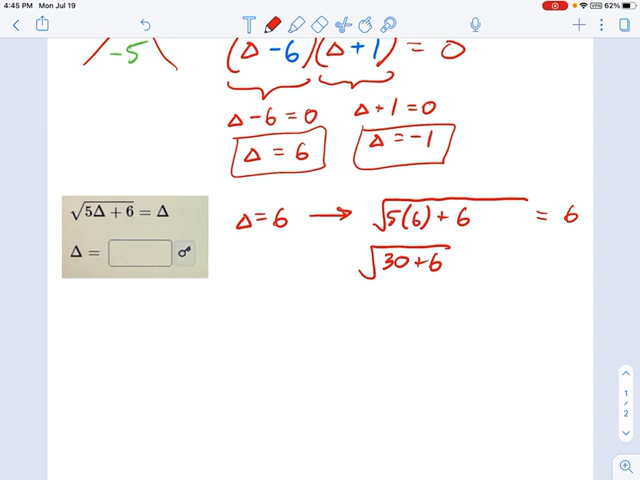 4:45 PM Mon Jul 19
VPN 62%
-5 (Δ - 6)(Δ + 1) = 0
Δ - 6 = 0 Δ + 1 = 0
Δ = 6 Δ = -1
√(5Δ + 6) = Δ
Δ =
Δ = 6 → √(5(6) + 6) = 6
√(30 + 6)
1
/
2